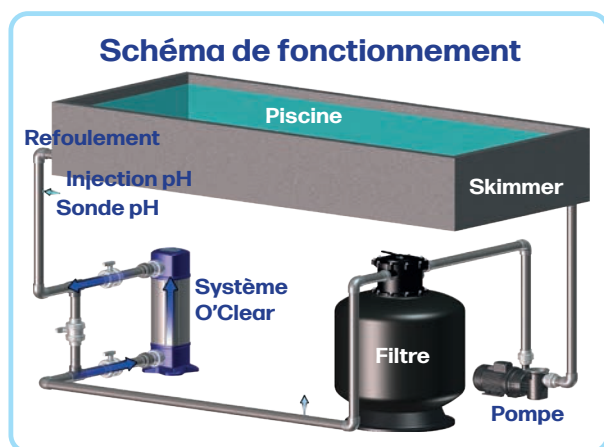 Schéma de fonctionnement
Piscine
Refoulement
Injection pH
Skimmer
Sonde pH
Système
O'Clear
Filtre
Pompe